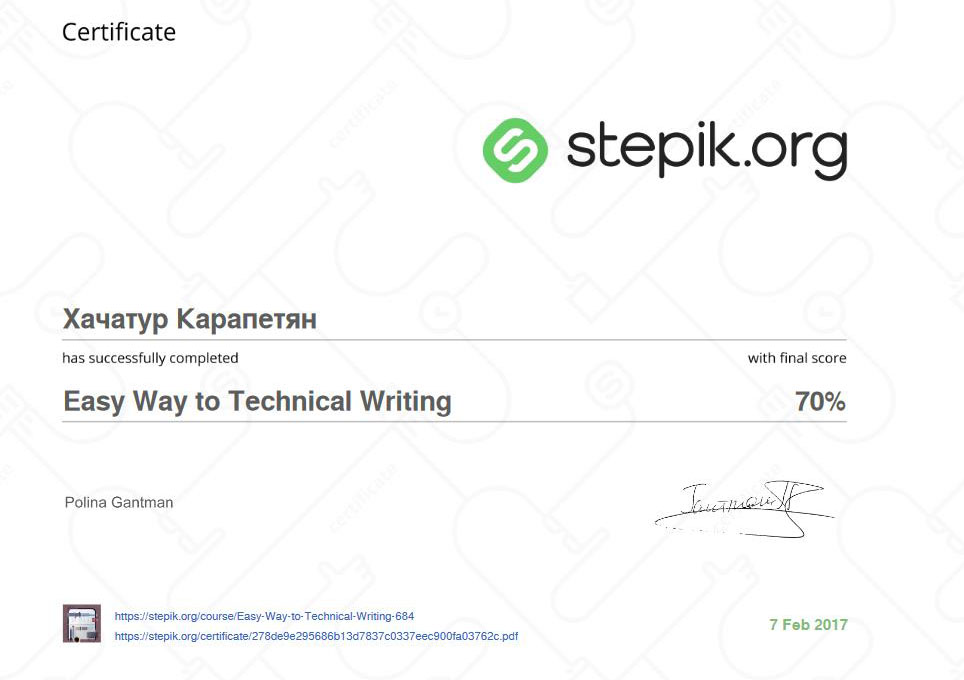 Certificate
stepik.org
Хачатур Карапетян
has successfully completed with final score
Easy Way to Technical Writing 70%
Polina Gantman
https://stepik.org/course/Easy-Way-to-Technical-Writing-684
https://stepik.org/certificate/278de9e295686b13d7837c0337eec900fa03762c.pdf
7 Feb 2017